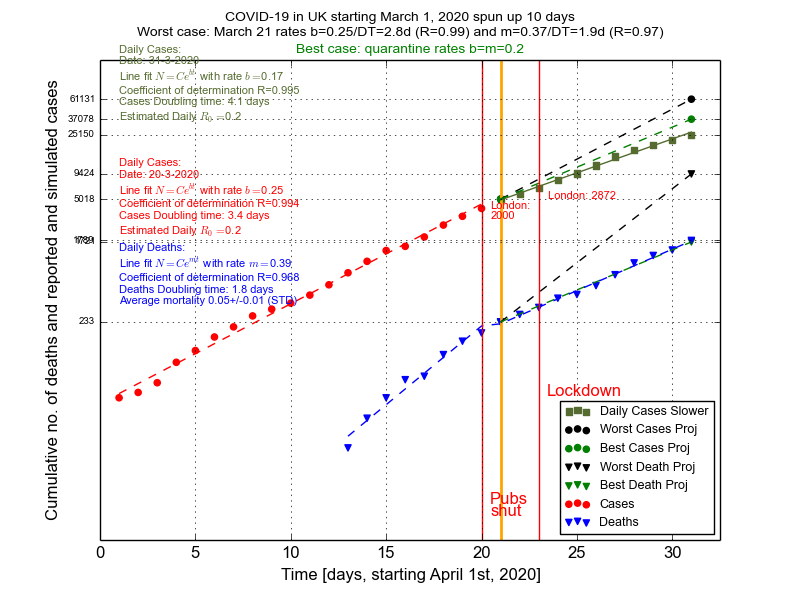 COVID-19 in UK starting March 1, 2020 spun up 10 days
Worst case: March 21 rates b=0.25/DT=2.8d (R=0.99) and m=0.37/DT=1.9d (R=0.97)
Best case: quarantine rates b=m=0.2
Daily Cases:
Date: 31-3-2020
Line fit N = Ce^{bt}: with rate b=0.17
Coefficient of determination R=0.995
Cases Doubling time: 4.1 days
Estimated Daily R_0=0.2
Daily Cases:
Date: 20-3-2020
Line fit N = Ce^{bt}: with rate b=0.25
Coefficient of determination R=0.994
Cases Doubling time: 3.4 days
Estimated Daily R_0=0.2
Daily Deaths:
Line fit N = Ce^{mt} with rate m=0.39
Coefficient of determination R=0.968
Deaths Doubling time: 1.8 days
Average mortality 0.05+/-0.01 (STD)
61131
37078
25150
9424
5018
233
London:
2000
London: 2872
Lockdown
Pubs
shut
Daily Cases Slower
Worst Cases Proj
Best Cases Proj
Worst Death Proj
Best Death Proj
Cases
Deaths
0 5 10 15 20 25 30
Time [days, starting April 1st, 2020]
Cumulative no. of deaths and reported and simulated cases